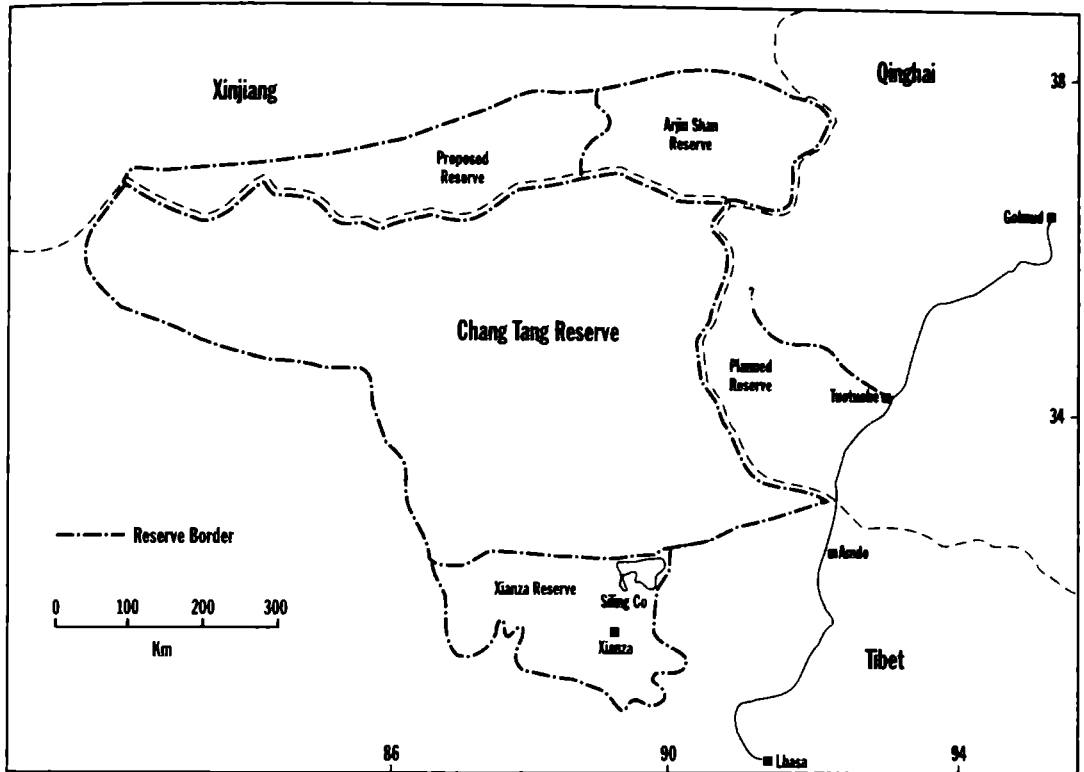 Xinjiang
Qinghai
38
Arjin Shan
Reserve
Proposed
Reserve
Golmud
Chang Tang Reserve
?
Planned
Reserve
Tuotuohe
34
Reserve Border
Amdo
Xianza Reserve
Siling Co
0 100 200 300
Km
Xianza
Tibet
86
90
94
Lhasa